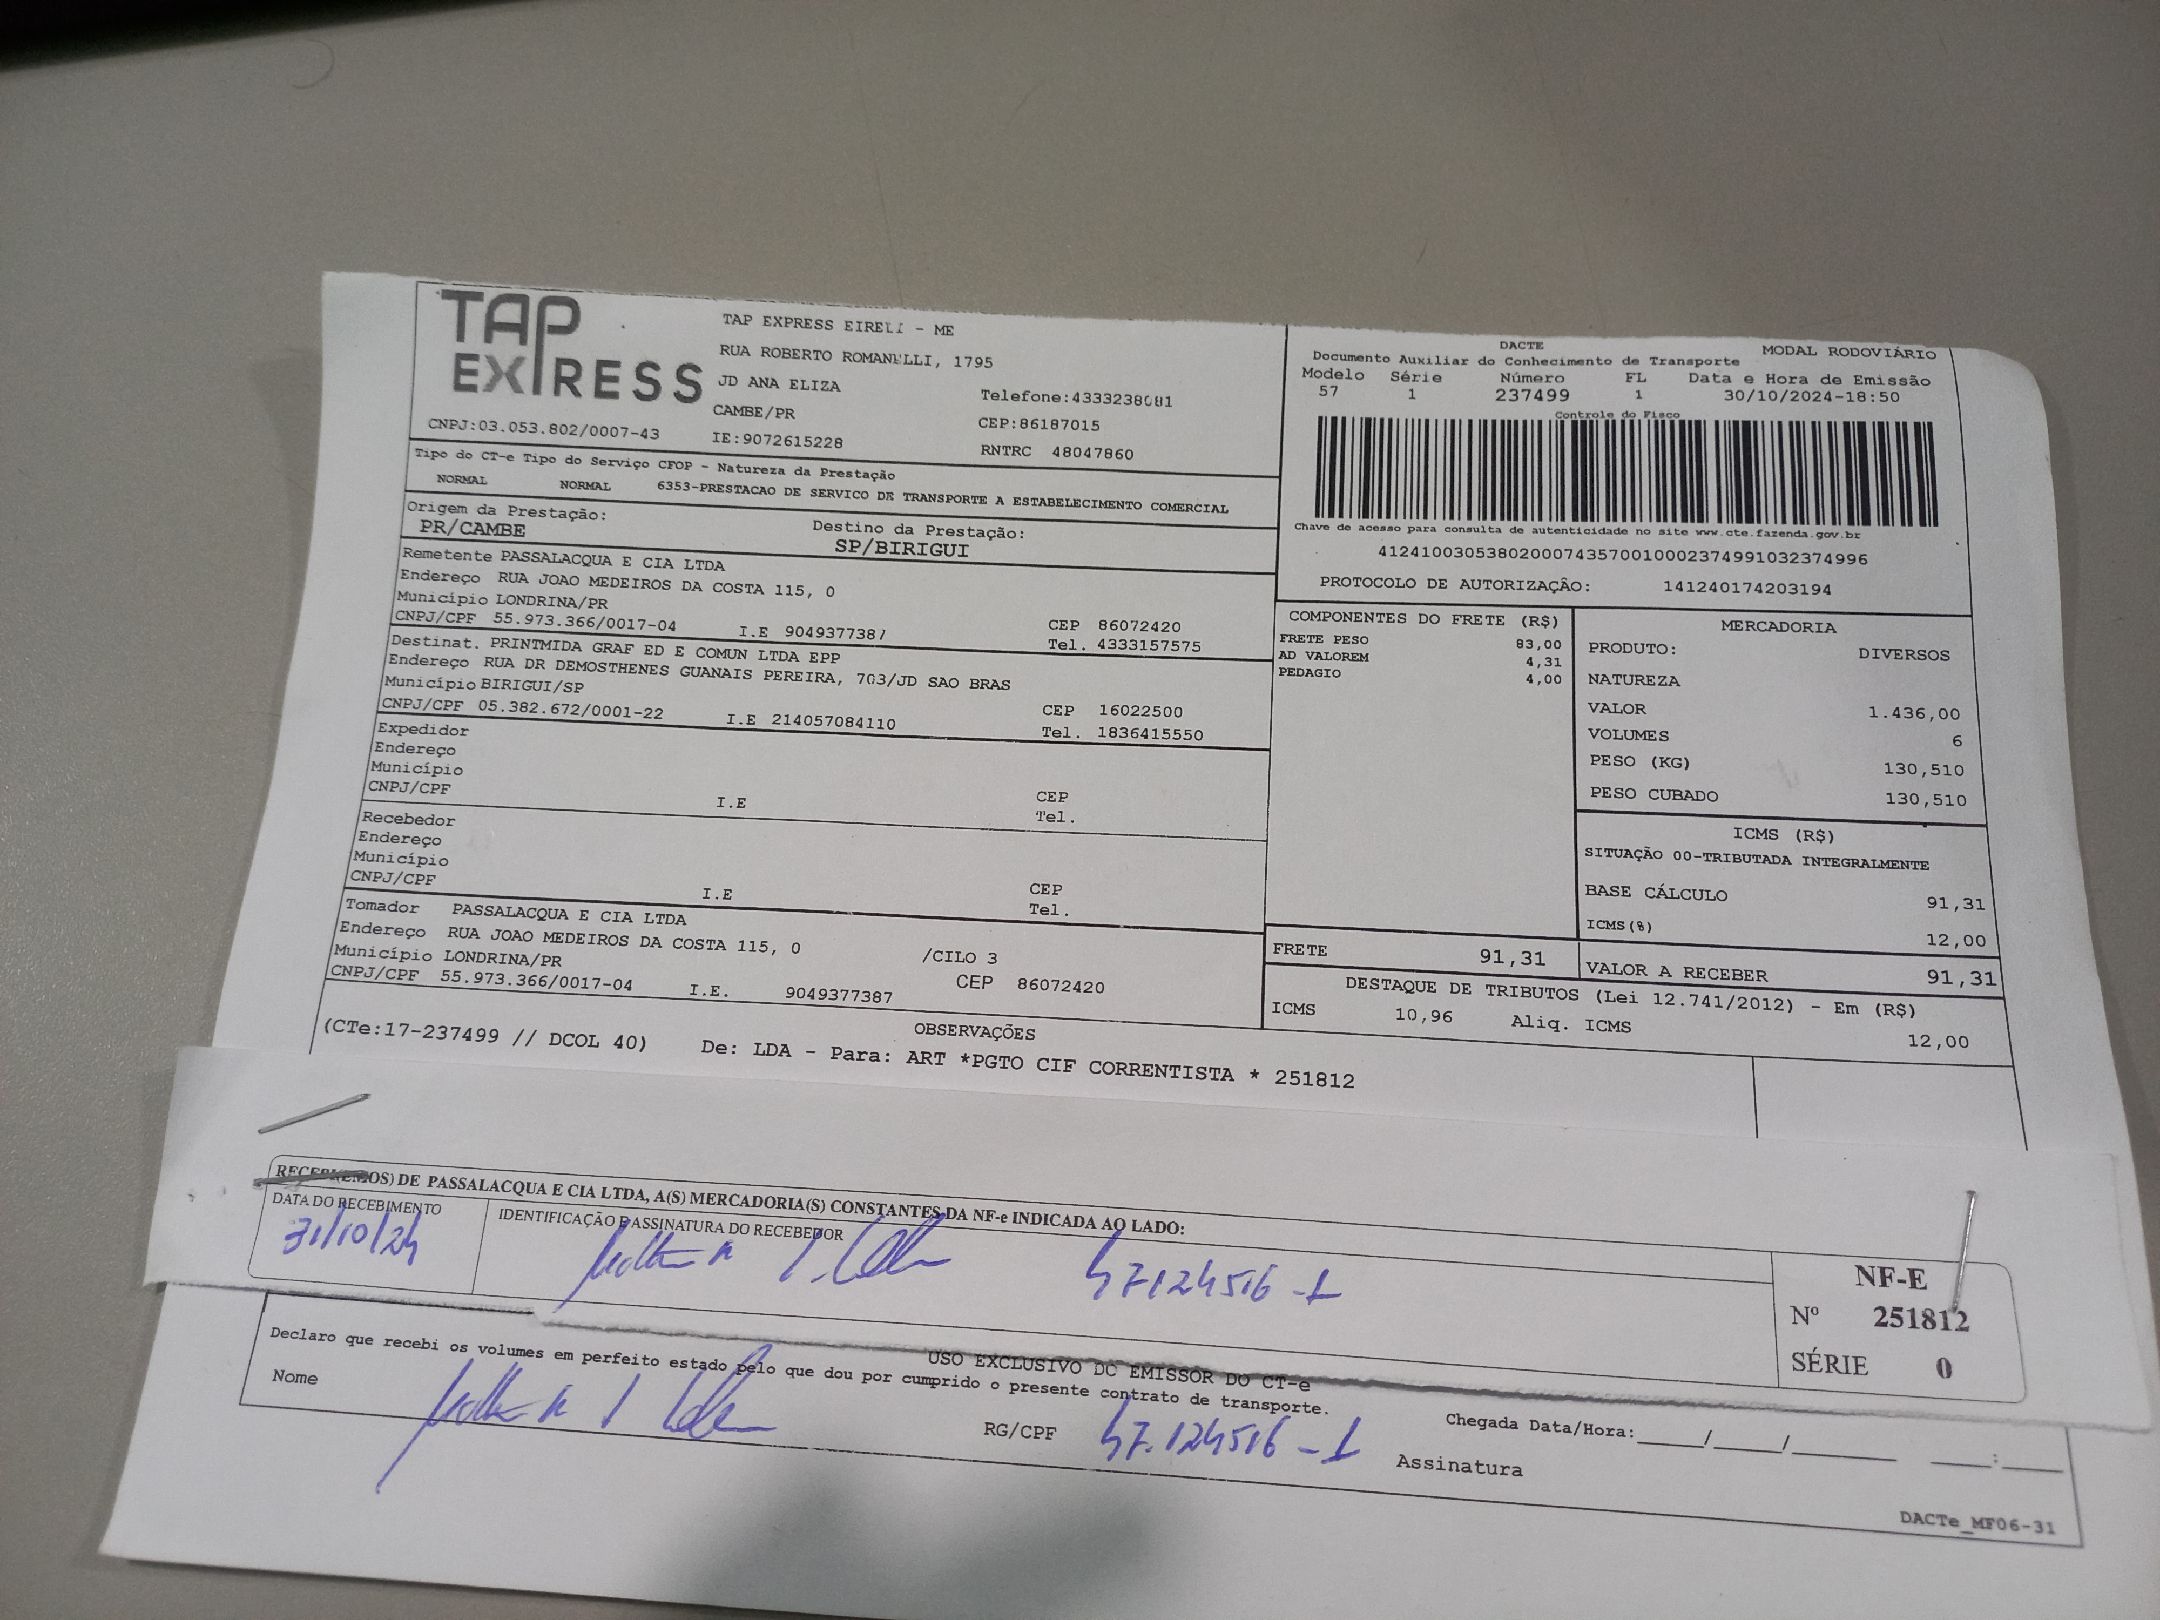 TAP EXPRESS
TAP EXPRESS EIRELI - ME
RUA ROBERTO ROMANELLI, 1795
JD ANA ELIZA
CAMBE/PR
Telefone:4333238081
CEP:86187015
CNPJ:03.053.802/0007-43
IE:9072615228
RNTRC 48047860
Tipo do CT-e Tipo do Serviço CFOP - Natureza da Prestação
NORMAL NORMAL 6353-PRESTACAO DE SERVICO DE TRANSPORTE A ESTABELECIMENTO COMERCIAL
Origem da Prestação: Destino da Prestação:
PR/CAMBE SP/BIRIGUI
Remetente PASSALACQUA E CIA LTDA
Endereço RUA JOAO MEDEIROS DA COSTA 115, 0
Município LONDRINA/PR CEP 86072420
CNPJ/CPF 55.973.366/0017-04 I.E 9049377387 Tel. 4333157575
Destinat. PRINTMIDA GRAF ED E COMUN LTDA EPP
Endereço RUA DR DEMOSTHENES GUANAIS PEREIRA, 703/JD SAO BRAS
Município BIRIGUI/SP CEP 16022500
CNPJ/CPF 05.382.672/0001-22 I.E 214057084110 Tel. 1836415550
Expedidor
Endereço
Município CEP
CNPJ/CPF I.E Tel.
Recebedor
Endereço
Município CEP
CNPJ/CPF I.E Tel.
Tomador PASSALACQUA E CIA LTDA
Endereço RUA JOAO MEDEIROS DA COSTA 115, 0 /CILO 3
Município LONDRINA/PR CEP 86072420
CNPJ/CPF 55.973.366/0017-04 I.E. 9049377387
DACTE
Documento Auxiliar do Conhecimento de Transporte MODAL RODOVIÁRIO
Modelo Série Número FL Data e Hora de Emissão
57 1 237499 1 30/10/2024-18:50
Controle do Fisco
Chave de acesso para consulta de autenticidade no site www.cte.fazenda.gov.br
41241003053802000743570010002374991032374996
PROTOCOLO DE AUTORIZAÇÃO: 141240174203194
COMPONENTES DO FRETE (R$)
FRETE PESO 83,00
AD VALOREM 4,31
PEDAGIO 4,00
MERCADORIA
PRODUTO: DIVERSOS
NATUREZA
VALOR 1.436,00
VOLUMES 6
PESO (KG) 130,510
PESO CUBADO 130,510
ICMS (R$)
SITUAÇÃO 00-TRIBUTADA INTEGRALMENTE
BASE CÁLCULO 91,31
ICMS(%) 12,00
FRETE 91,31 VALOR A RECEBER 91,31
DESTAQUE DE TRIBUTOS (Lei 12.741/2012) - Em (R$)
ICMS 10,96 Aliq. ICMS 12,00
OBSERVAÇÕES
(CTe:17-237499 // DCOL 40) De: LDA - Para: ART *PGTO CIF CORRENTISTA * 251812
RECEBI(EMOS) DE PASSALACQUA E CIA LTDA, A(S) MERCADORIA(S) CONSTANTES DA NF-e INDICADA AO LADO:
DATA DO RECEBIMENTO IDENTIFICAÇÃO E ASSINATURA DO RECEBEDOR
31/10/24 47124516-1
NF-E
Nº 251812
SÉRIE 0
USO EXCLUSIVO DO EMISSOR DO CT-e
Declaro que recebi os volumes em perfeito estado pelo que dou por cumprido o presente contrato de transporte.
Nome RG/CPF 47.124516-1 Chegada Data/Hora:_____/_____/_______ ____:____
Assinatura
DACTe_MF06-31